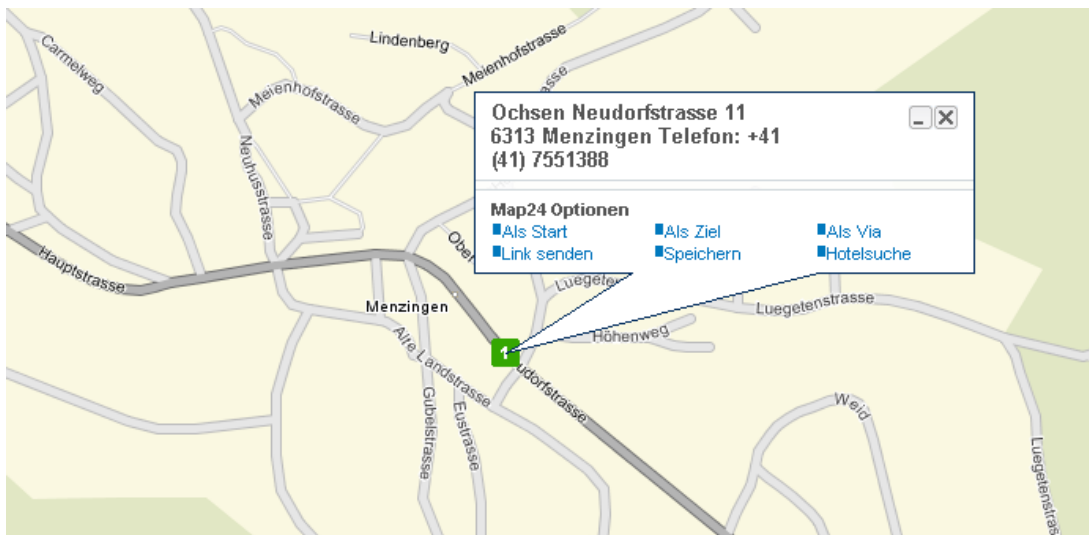 Carmelweg
Lindenberg
Meienhofstrasse
Meienhofstrasse
Neuhusstrasse
Hauptstrasse
Ochsen Neudorfstrasse 11
6313 Menzingen Telefon: +41
(41) 7551388
Map24 Optionen
Als Start Als Ziel Als Via
Link senden Speichern Hotelsuche
Menzingen
Luegetenstrasse
Höhenweg
1
Alte Landstrasse
Gubelstrasse
Eustrasse
Weid
Luegetenstrasse